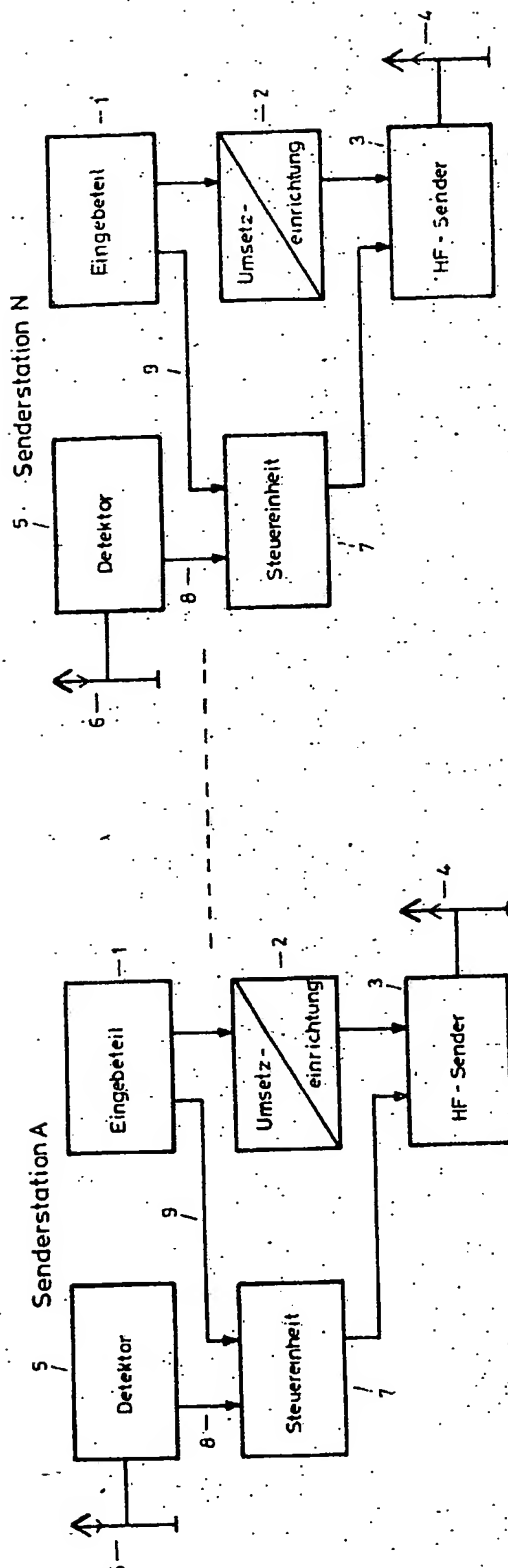 Senderstation A
5
Detektor
6
8
Steuereinheit
7
9
Eingebeteil
1
Umsetz-
einrichtung
2
3
HF-Sender
4
Senderstation N
5
Detektor
6
8
Steuereinheit
7
9
Eingebeteil
1
Umsetz-
einrichtung
2
3
HF-Sender
4